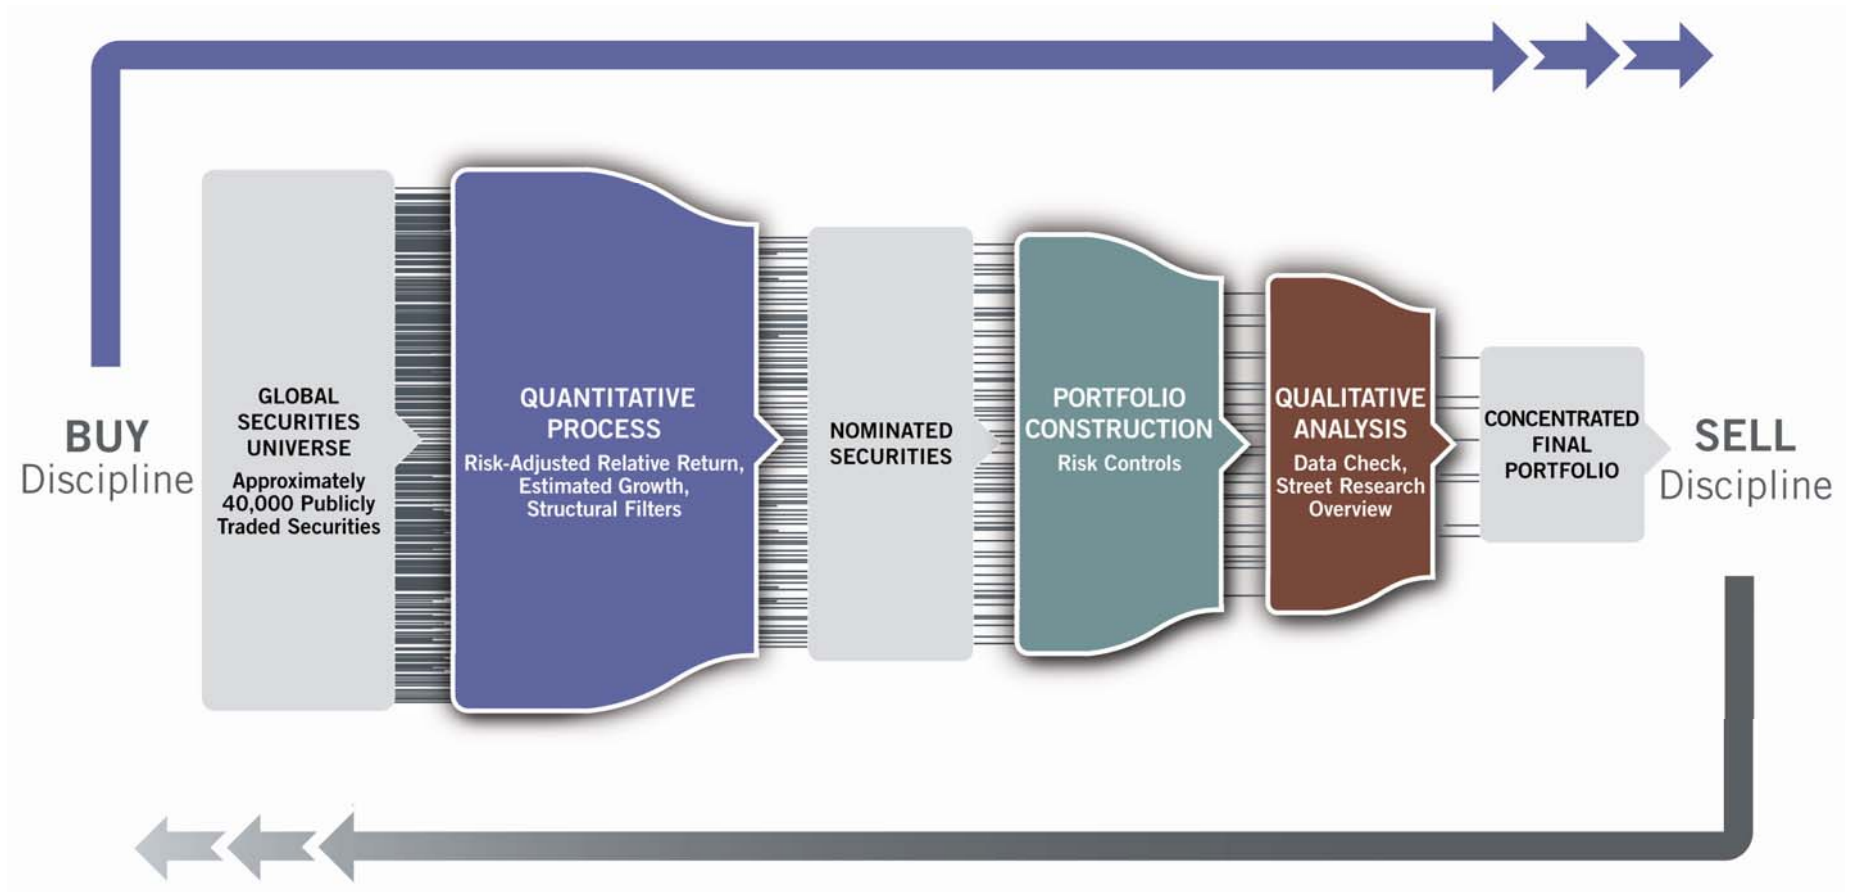 BUY
Discipline
GLOBAL
SECURITIES
UNIVERSE
Approximately
40,000 Publicly
Traded Securities
QUANTITATIVE
PROCESS
Risk-Adjusted Relative Return,
Estimated Growth,
Structural Filters
NOMINATED
SECURITIES
PORTFOLIO
CONSTRUCTION
Risk Controls
QUALITATIVE
ANALYSIS
Data Check,
Street Research
Overview
CONCENTRATED
FINAL
PORTFOLIO
SELL
Discipline